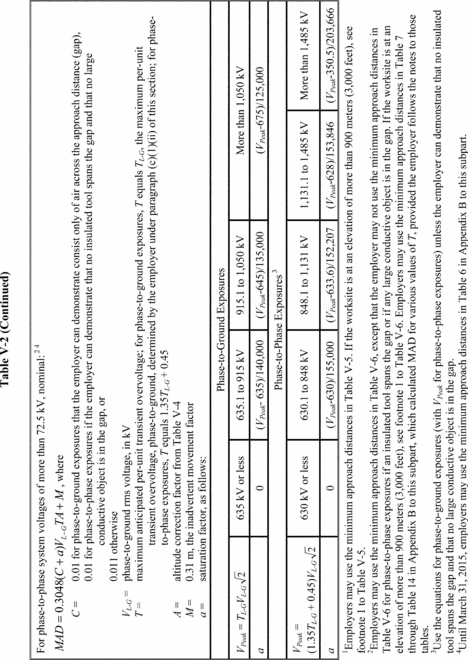 Table V-2 (Continued)
For phase-to-phase system voltages of more than 72.5 kV, nominal: 2 4
MAD = 0.3048(C + a)V_L-G TA + M , where
C = 0.01 for phase-to-ground exposures that the employer can demonstrate consist only of air across the approach distance (gap),
0.01 for phase-to-phase exposures if the employer can demonstrate that no insulated tool spans the gap and that no large
conductive object is in the gap, or
0.011 otherwise
V_L-G = phase-to-ground rms voltage, in kV
T = maximum anticipated per-unit transient overvoltage; for phase-to-ground exposures, T equals T_L-G, the maximum per-unit
transient overvoltage, phase-to-ground, determined by the employer under paragraph (c)(1)(ii) of this section; for phase-
to-phase exposures, T equals 1.35T_L-G + 0.45
A = altitude correction factor from Table V-4
M = 0.31 m, the inadvertent movement factor
a = saturation factor, as follows:
Phase-to-Ground Exposures
V_Peak = T_L-G V_L-G √2 635 kV or less 635.1 to 915 kV 915.1 to 1,050 kV More than 1,050 kV
a 0 (V_Peak-635)/140,000 (V_Peak-645)/135,000 (V_Peak-675)/125,000
Phase-to-Phase Exposures 3
V_Peak =
(1.35T_L-G + 0.45)V_L-G √2 630 kV or less 630.1 to 848 kV 848.1 to 1,131 kV 1,131.1 to 1,485 kV More than 1,485 kV
a 0 (V_Peak-630)/155,000 (V_Peak-633.6)/152,207 (V_Peak-628)/153,846 (V_Peak-350.5)/203,666
1Employers may use the minimum approach distances in Table V-5. If the worksite is at an elevation of more than 900 meters (3,000 feet), see
footnote 1 to Table V-5.
2Employers may use the minimum approach distances in Table V-6, except that the employer may not use the minimum approach distances in
Table V-6 for phase-to-phase exposures if an insulated tool spans the gap or if any large conductive object is in the gap. If the worksite is at an
elevation of more than 900 meters (3,000 feet), see footnote 1 to Table V-6. Employers may use the minimum approach distances in Table 7
through Table 14 in Appendix B to this subpart, which calculated MAD for various values of T, provided the employer follows the notes to those
tables.
3Use the equations for phase-to-ground exposures (with V_Peak for phase-to-phase exposures) unless the employer can demonstrate that no insulated
tool spans the gap and that no large conductive object is in the gap.
4Until March 31, 2015, employers may use the minimum approach distances in Table 6 in Appendix B to this subpart.